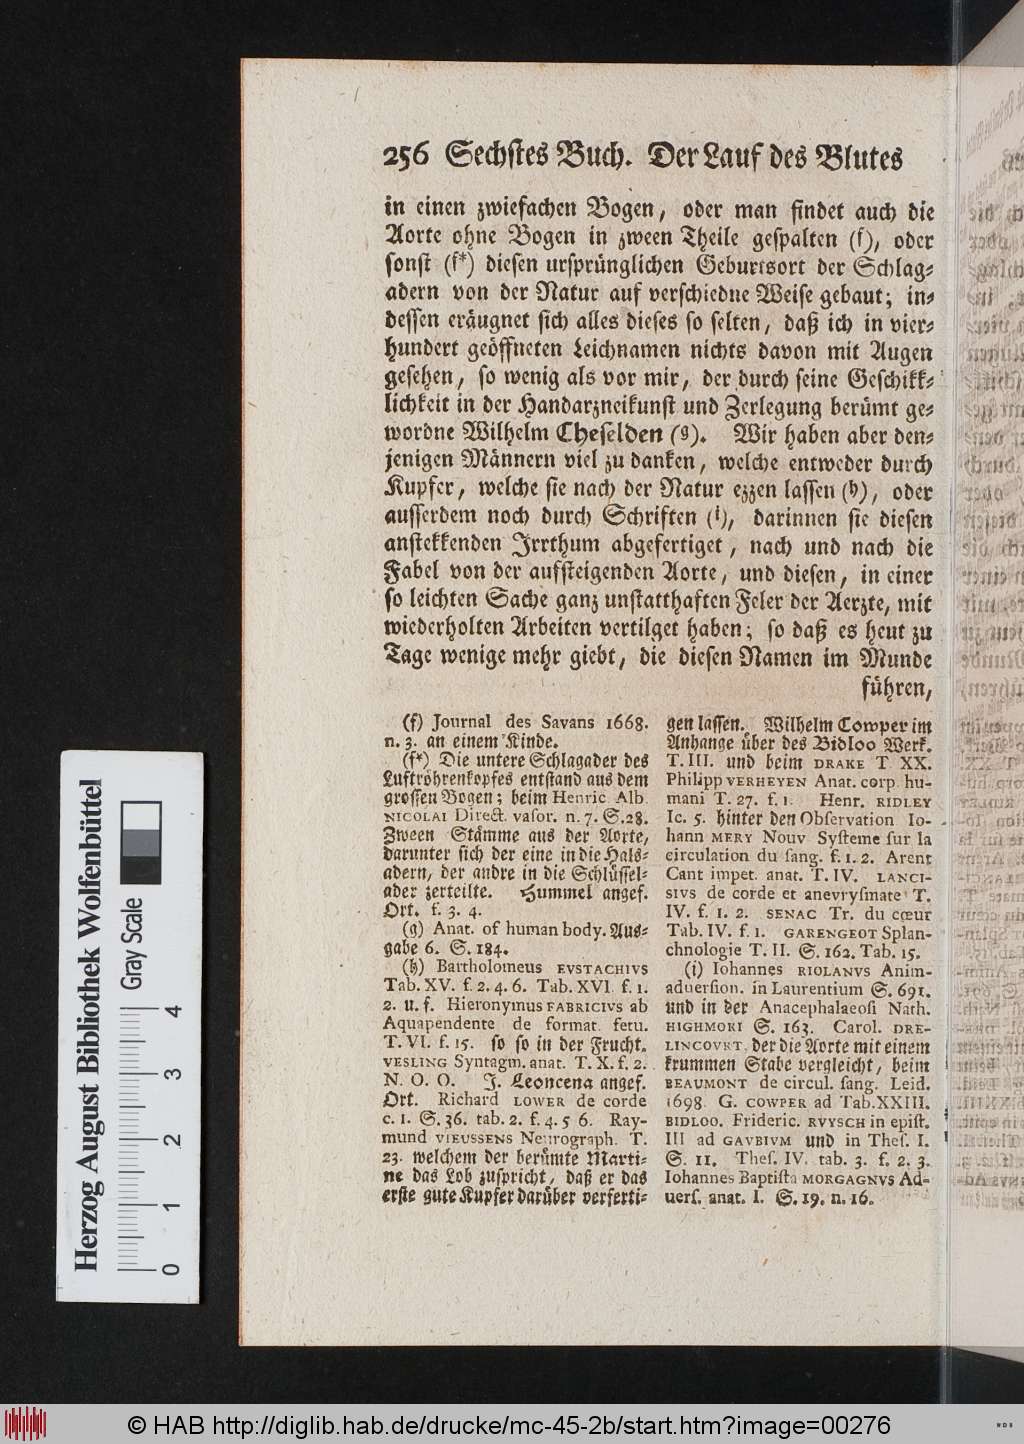 256 Sechstes Buch. Der Lauf des Blutes
in einen zwiefachen Bogen, oder man findet auch die
Aorte ohne Bogen in zween Theile gespalten (f), oder
sonst (f*) diesen ursprünglichen Geburtsort der Schlag-
adern von der Natur auf verschiedne Weise gebaut; in-
dessen eräugnet sich alles dieses so selten, daß ich in vier-
hundert geöffneten Leichnamen nichts davon mit Augen
gesehen, so wenig als vor mir, der durch seine Geschikk-
lichkeit in der Handarzneikunst und Zerlegung berümt ge-
wordne Wilhelm Cheselden (g). Wir haben aber den-
jenigen Männern viel zu danken, welche entweder durch
Kupfer, welche sie nach der Natur ezzen lassen (h), oder
ausserdem noch durch Schriften (i), darinnen sie diesen
anstekkenden Irrthum abgefertiget, nach und nach die
Fabel von der aufsteigenden Aorte, und diesen, in einer
so leichten Sache ganz unstatthaften Feler der Aerzte, mit
wiederholten Arbeiten vertilget haben; so daß es heut zu
Tage wenige mehr giebt, die diesen Namen im Munde
führen,
(f) Journal des Savans 1668.
n. 3. an einem Kinde.
(f*) Die untere Schlagader des
Luftröhrenkopfes entstand aus dem
grossen Bogen; beim Henric. Alb.
NICOLAI Direct. vasor. n. 7. S. 28.
Zween Stämme aus der Aorte,
darunter sich der eine in die Hals-
adern, der andre in die Schlüssel-
ader zerteilte. Hummel angef.
Ort. f. 3. 4.
(g) Anat. of human body. Aus-
gabe 6. S. 184.
(h) Bartholomeus EVSTACHIVS
Tab. XV. f. 2. 4. 6. Tab. XVI. f. 1.
2. u. f. Hieronymus FABRICIVS ab
Aquapendente de format. fetu.
T. VI. f. 15. so so in der Frucht.
VESLING Syntagm. anat. T. X. f. 2.
N. O. O. J. Leoncena angef.
Ort. Richard LOWER de corde
c. 1. S. 36. tab. 2. f. 4. 5 6. Ray-
mund VIEUSSENS Neurograph. T.
23. welchem der berümte Marti-
ne das Lob zuspricht, daß er das
erste gute Kupfer darüber verferti-
gen lassen. Wilhelm Cowper im
Anhange über des Bidloo Werk.
T. III. und beim DRAKE T XX.
Philipp VERHEYEN Anat. corp. hu-
mani T. 27. f. 1. Henr. RIDLEY
Ic. 5. hinter den Observation Io-
hann MERY Nouv Systeme sur la
circulation du sang. f. 1. 2. Arent
Cant impet. anat. T. IV. LANCI-
SIVS de corde et anevrysmate T.
IV. f. 1. 2. SENAC Tr. du cœur
Tab. IV. f. 1. GARENGEOT Splan-
chnologie T. II. S. 162. Tab. 15.
(i) Iohannes RIOLANVS Anim-
adversion. in Laurentium S. 691.
und in der Anacephalaeosi Nath.
HIGHMORI S. 163. Carol. DRE-
LINCOVRT. der die Aorte mit einem
krummen Stabe vergleicht, beim
BEAUMONT de circul. sang. Leid.
1698. G. COWPER ad Tab. XXIII.
BIDLOO. Frideric. RVYSCH in epist.
III ad GAVBIVM und in Thes. I.
S. 11. Thes. IV. tab. 3. f. 2. 3.
Iohannes Baptista MORGAGNVS Ad-
vers. anat. I. S. 19. n. 16.
Herzog August Bibliothek Wolfenbüttel
Gray Scale
0 1 2 3 4
© HAB http://diglib.hab.de/drucke/mc-45-2b/start.htm?image=00276